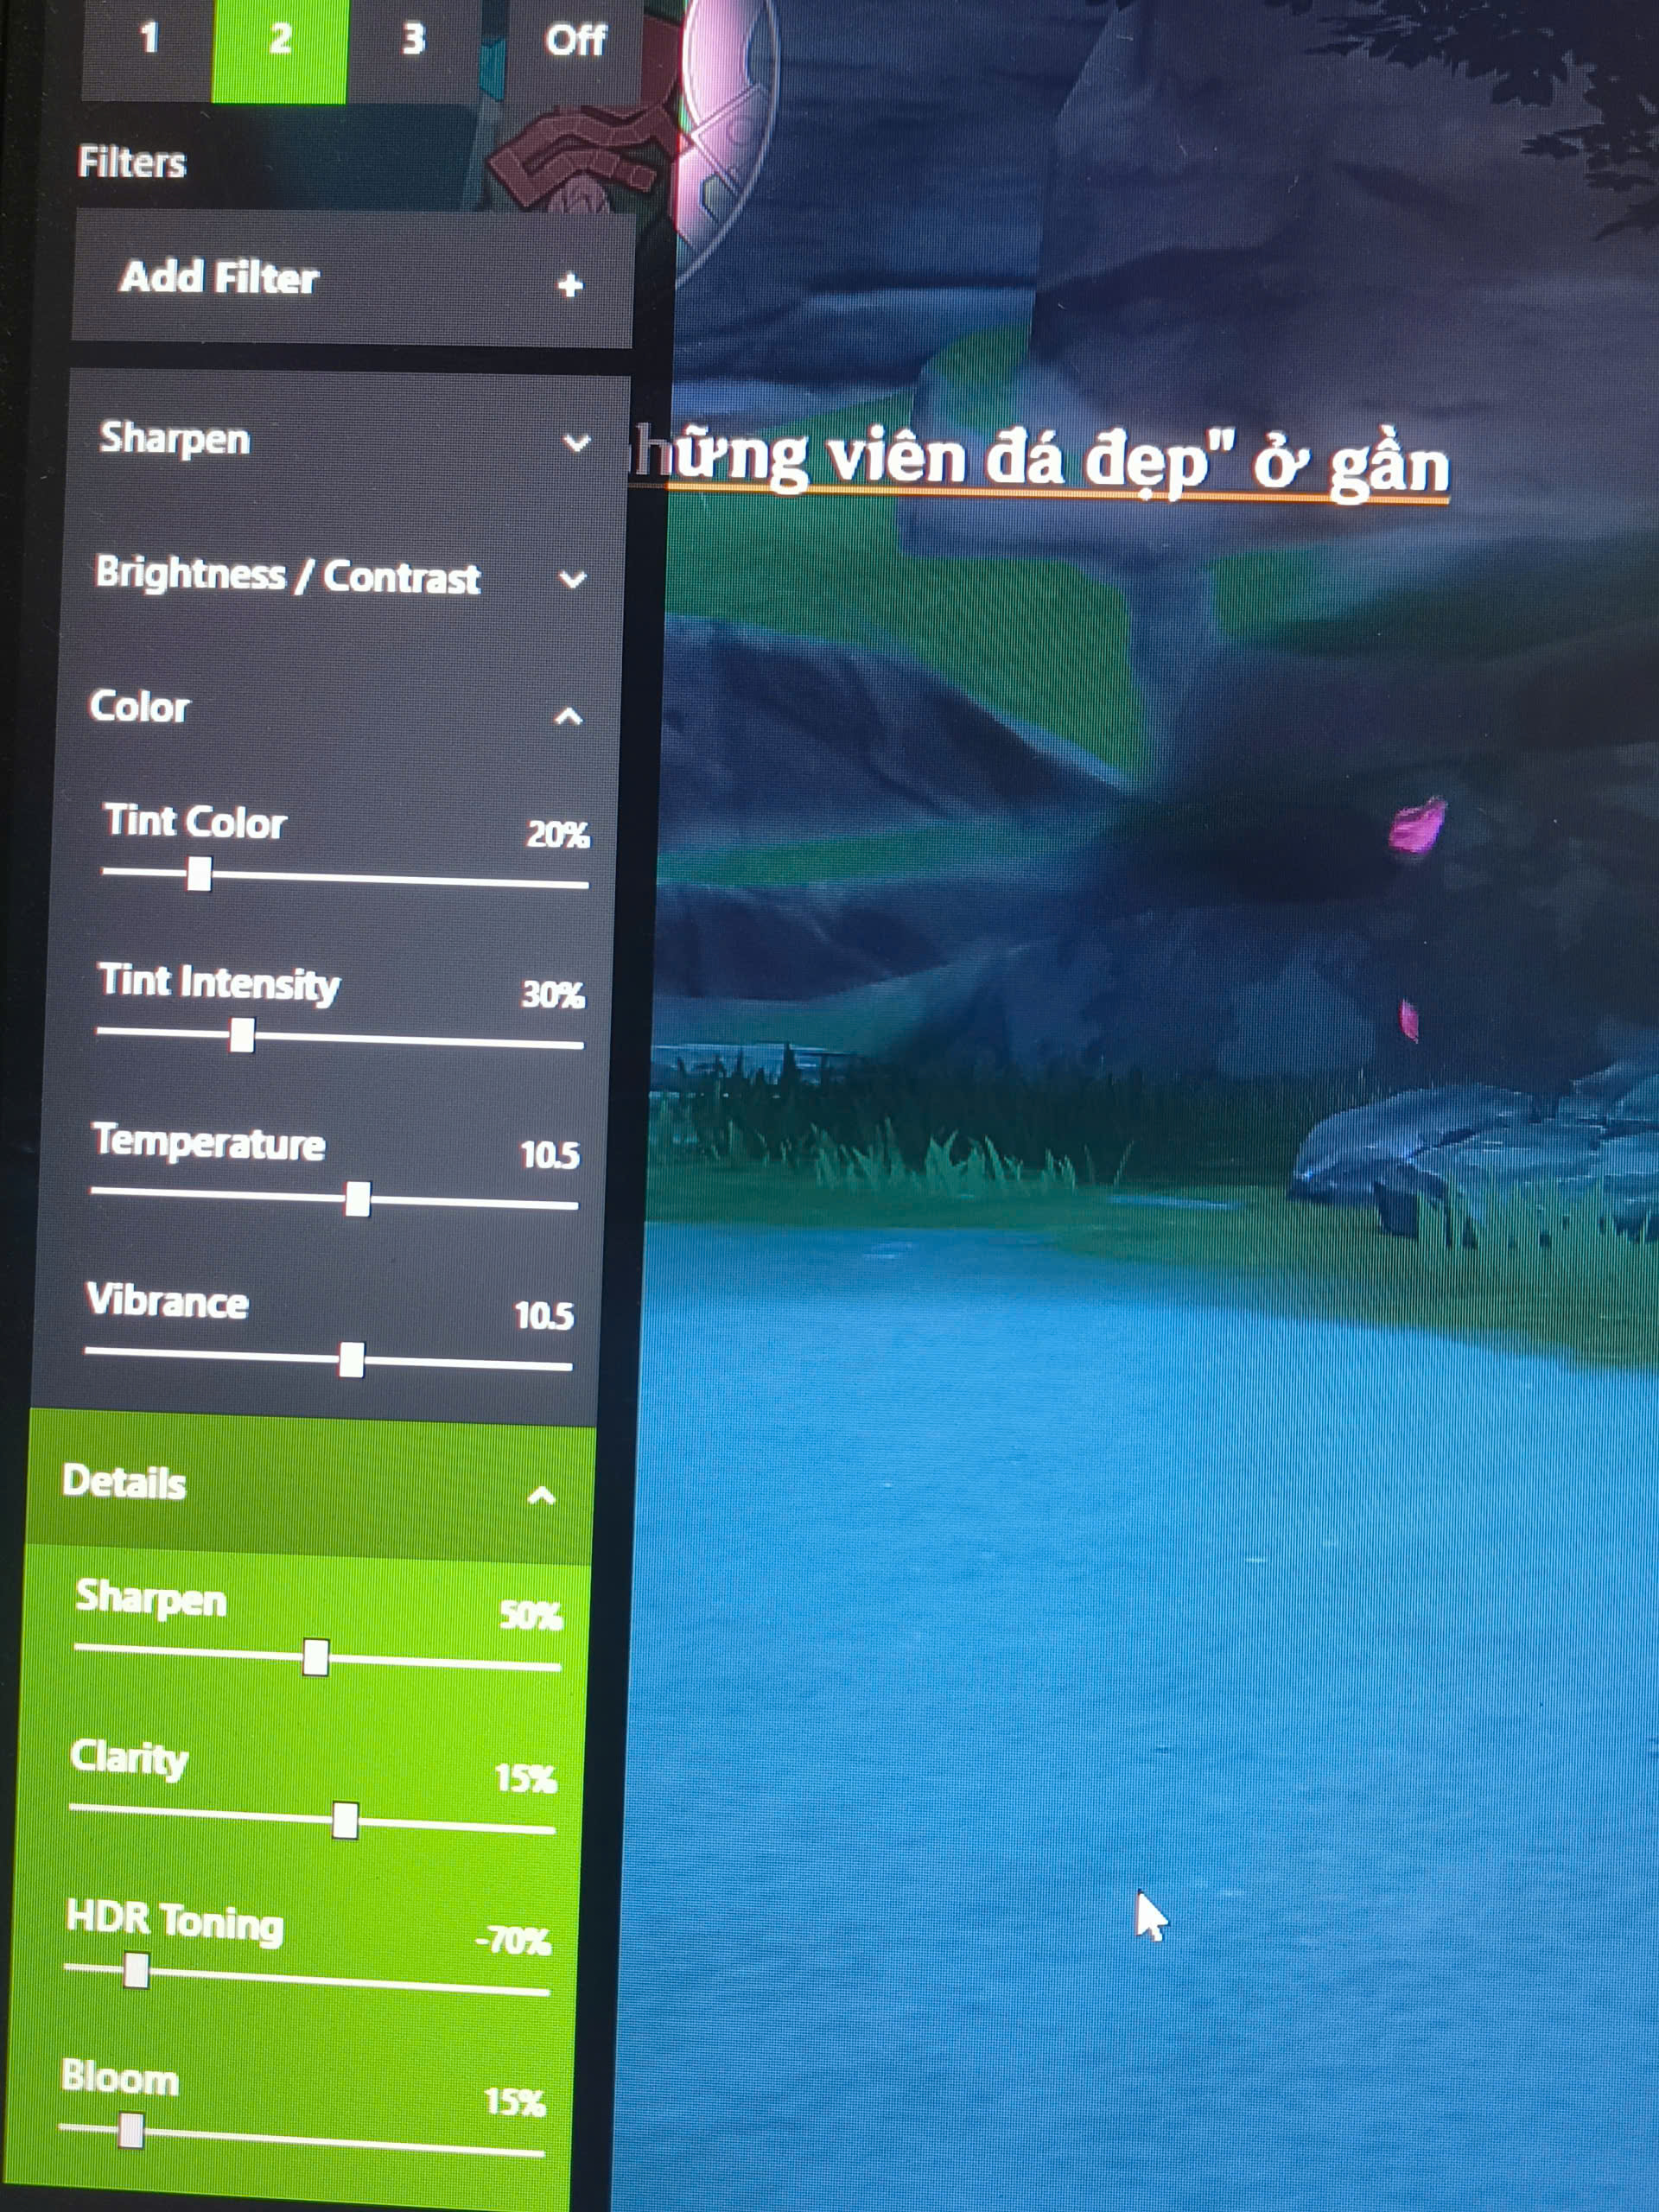 1 2 3 Off
Filters
Add Filter +
Sharpen
những viên đá đẹp" ở gần
Brightness / Contrast
Color
Tint Color 20%
Tint Intensity 30%
Temperature 10.5
Vibrance 10.5
Details
Sharpen 50%
Clarity 15%
HDR Toning -70%
Bloom 15%